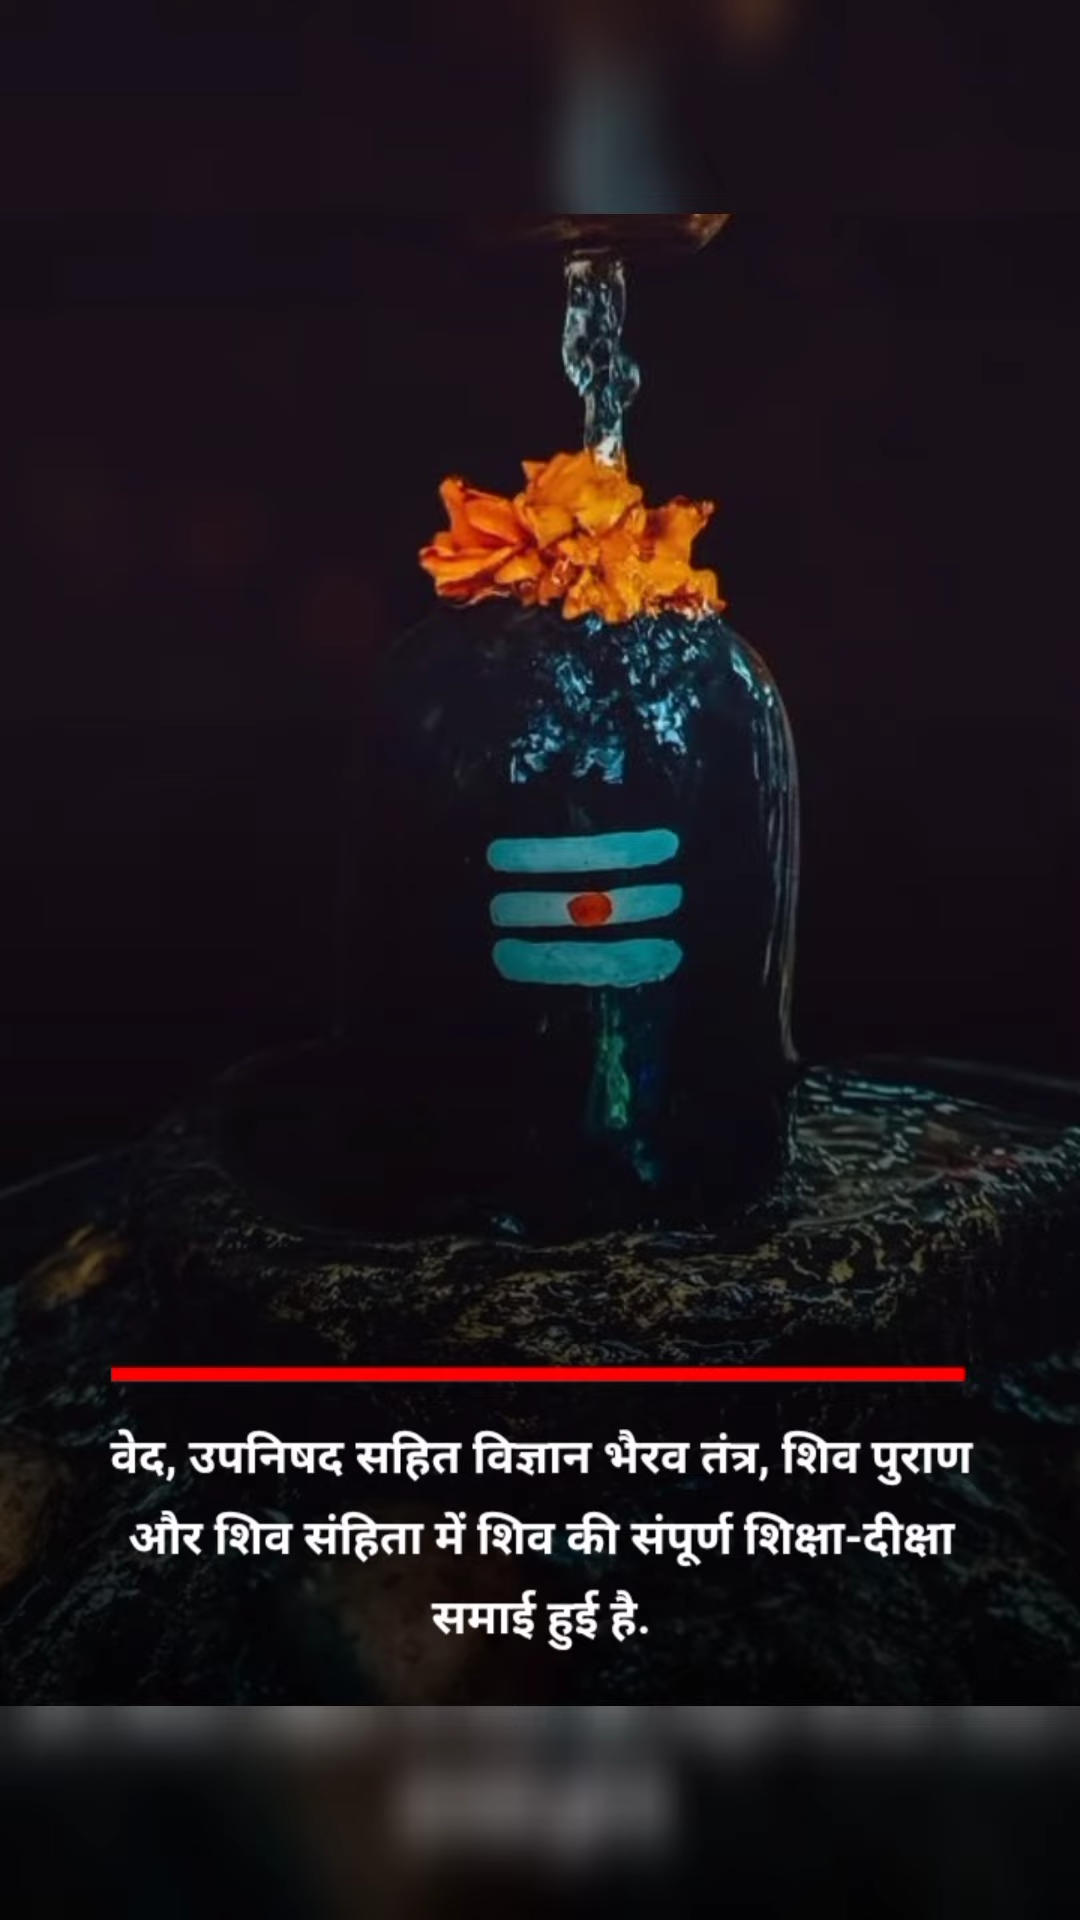 वेद, उपनिषद सहित विज्ञान भैरव तंत्र, शिव पुराण
और शिव संहिता में शिव की संपूर्ण शिक्षा-दीक्षा
समाई हुई है.